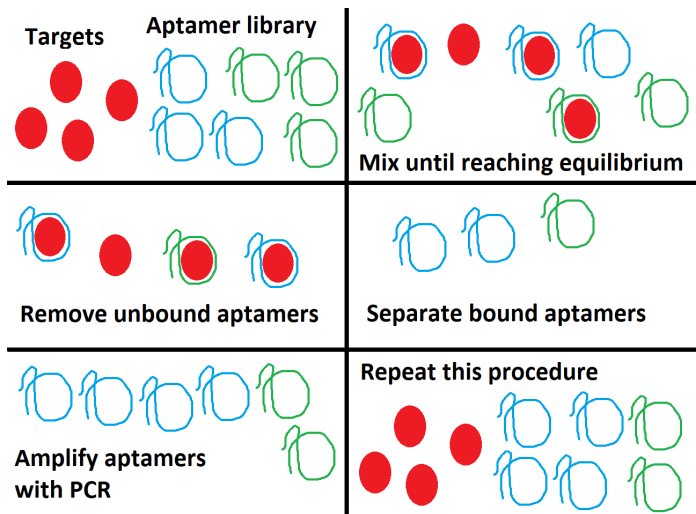 Targets
Aptamer library
Mix until reaching equilibrium
Remove unbound aptamers
Separate bound aptamers
Amplify aptamers
with PCR
Repeat this procedure